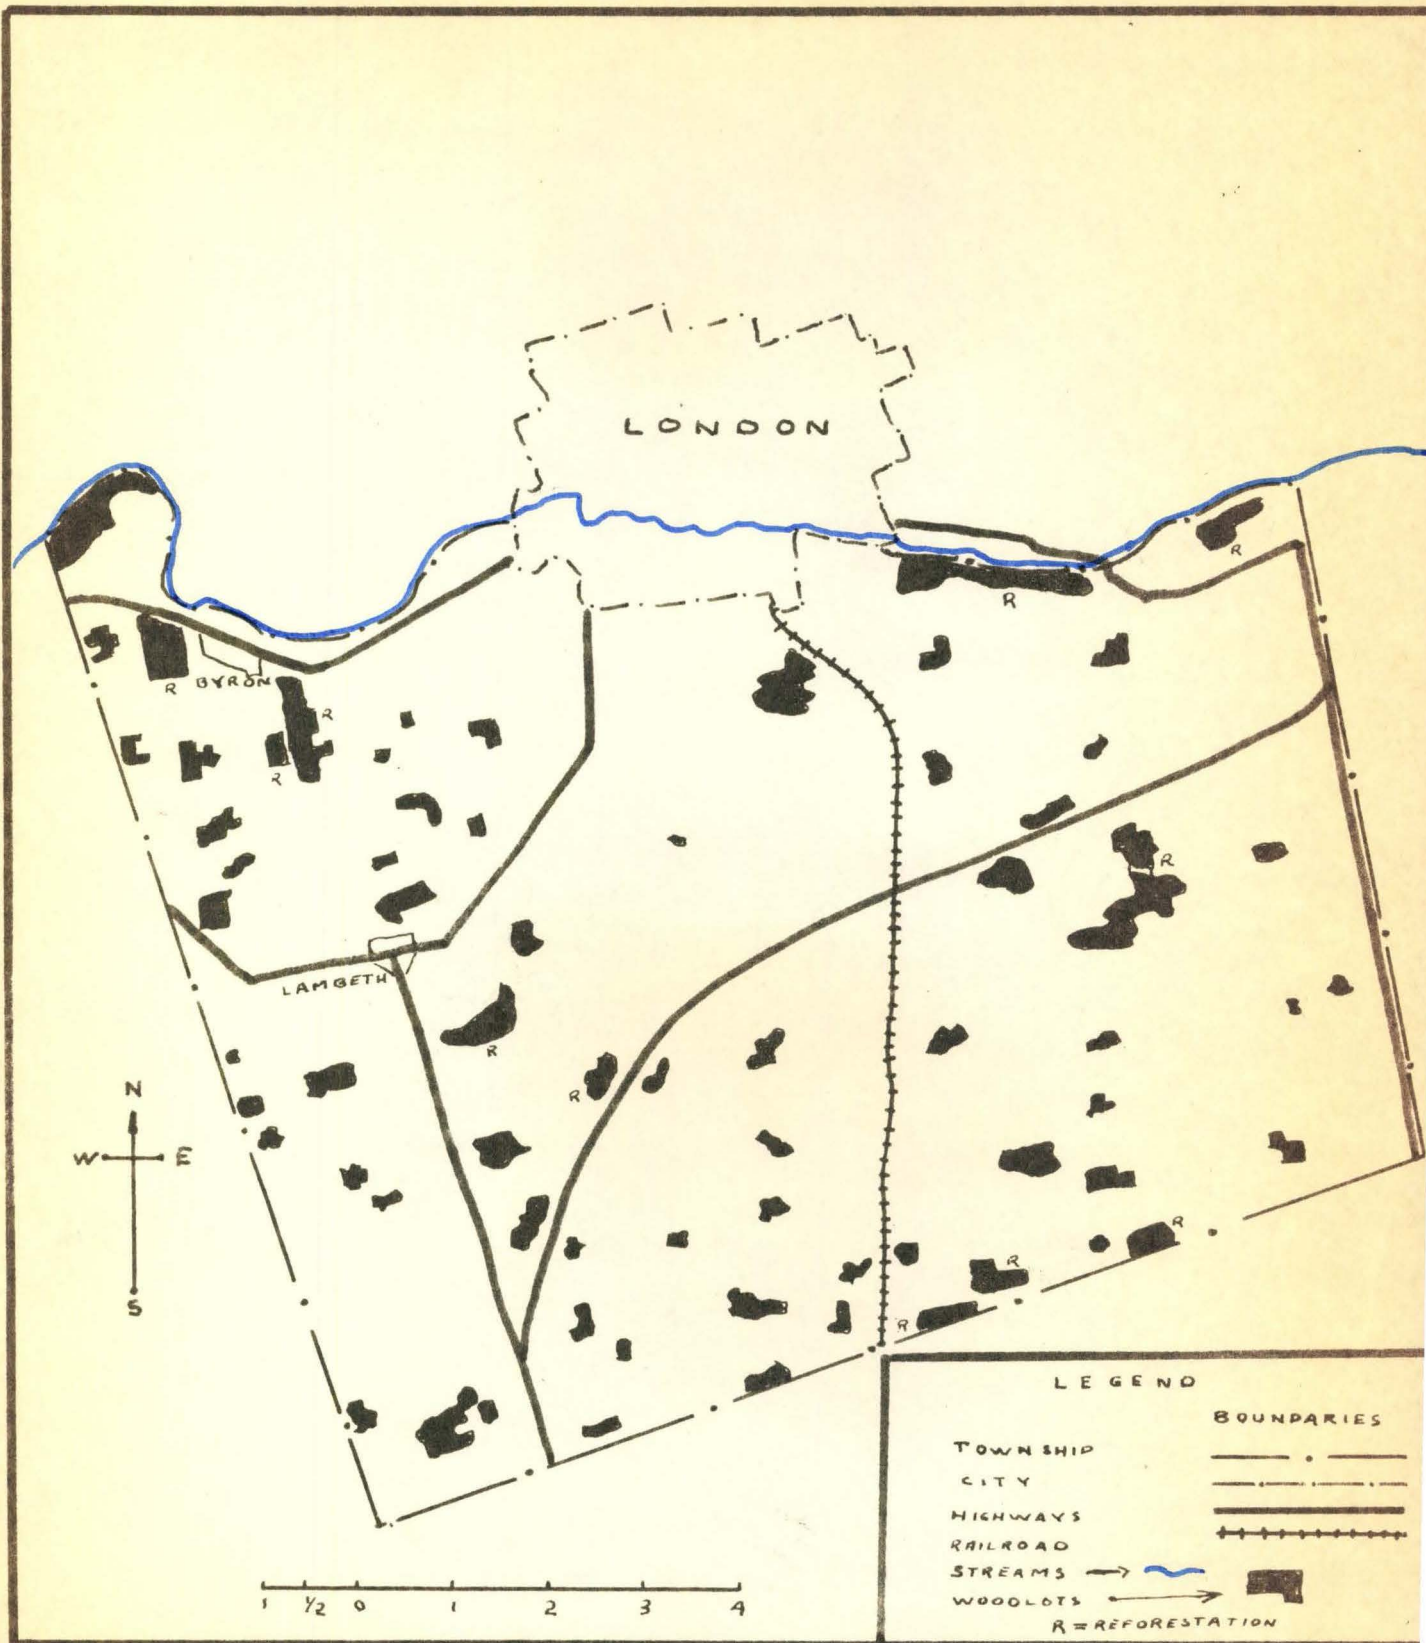 LONDON
R
R
R
BYRON
R
R
R
LAMBETH
R
R
N
W E
S
R
R
R
LEGEND
BOUNDARIES
TOWNSHIP
CITY
HIGHWAYS
RAILROAD
STREAMS
WOODLOTS
R = REFORESTATION
1 1/2 0 1 2 3 4